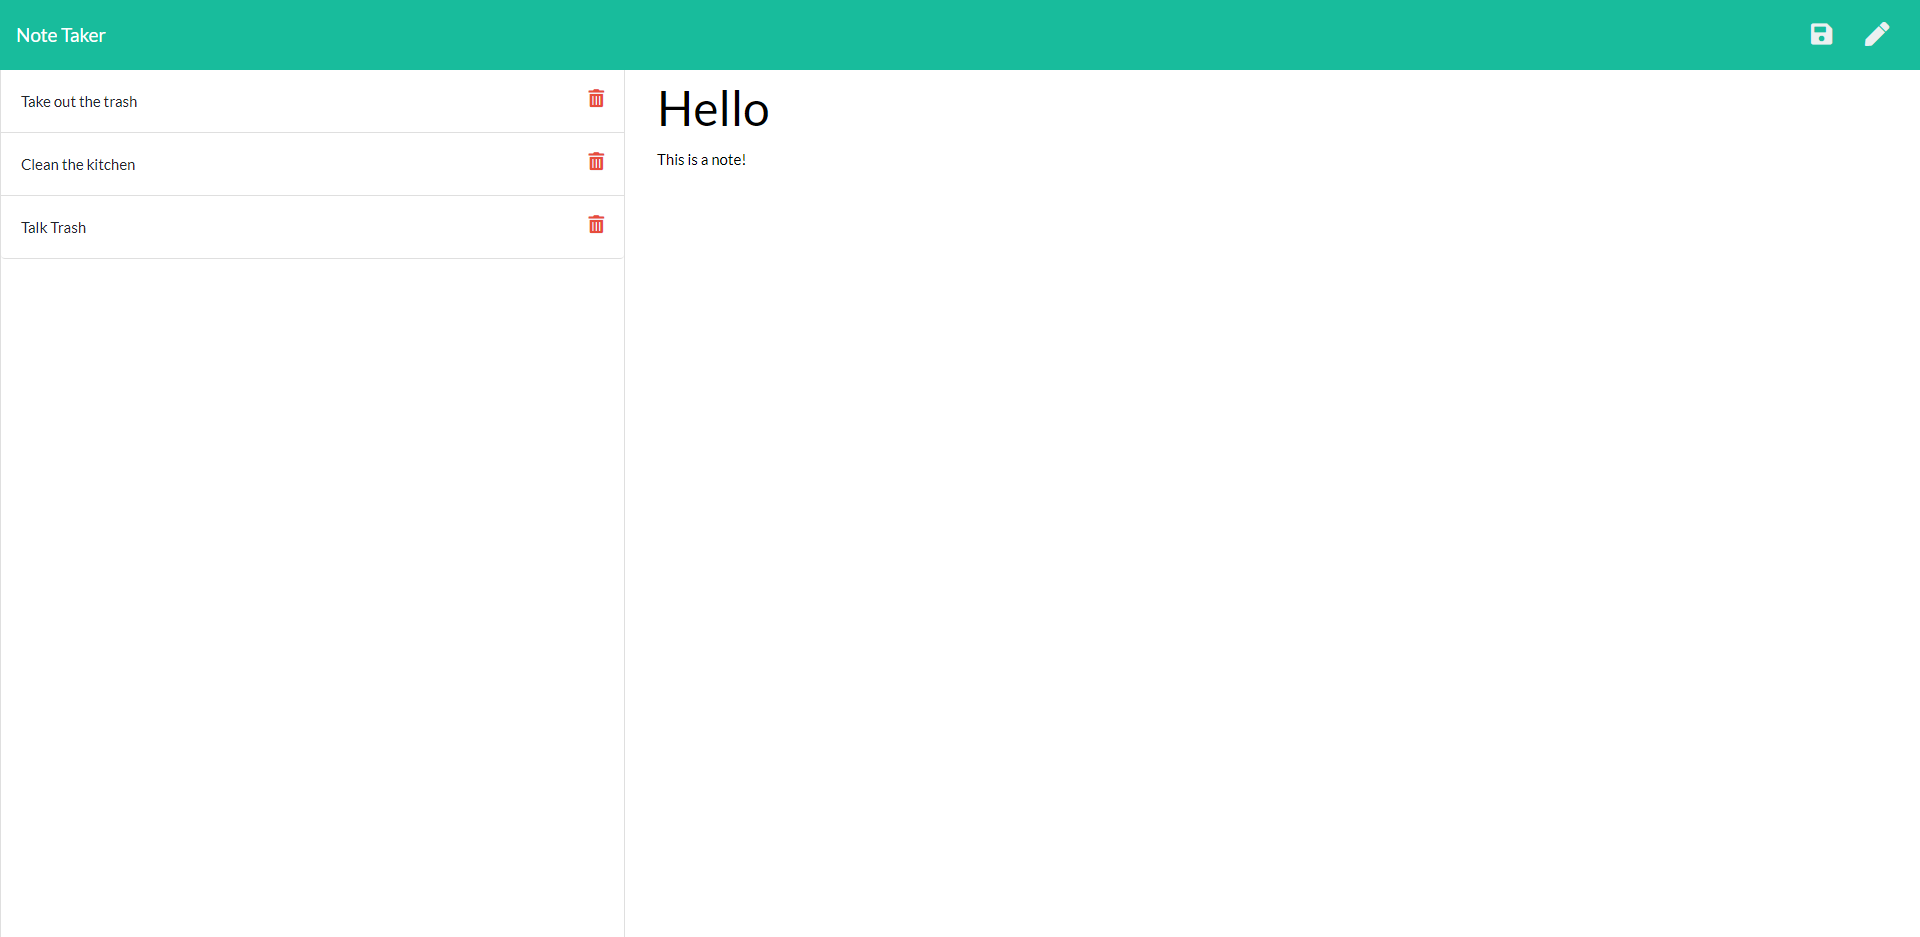 Note Taker
Take out the trash
Clean the kitchen
Talk Trash
Hello
This is a note!